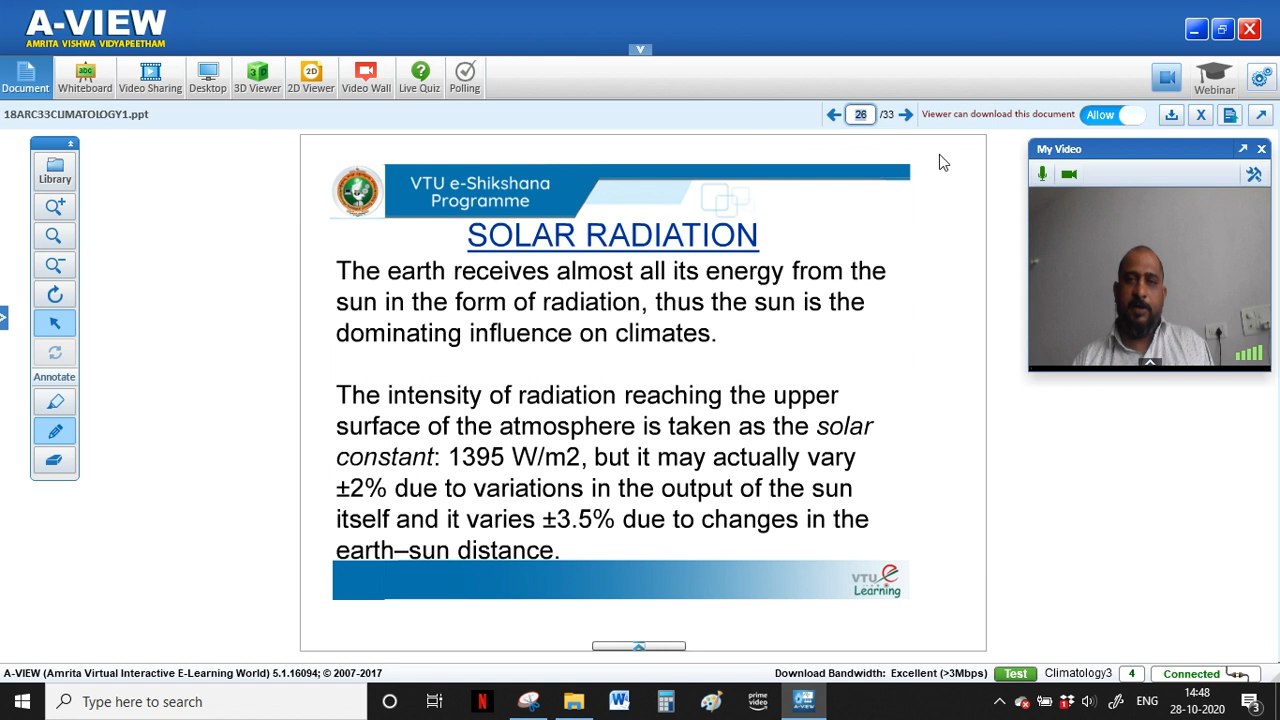 A-VIEW
AMRITA VISHWA VIDYAPEETHAM
Document Whiteboard Video Sharing Desktop 3D Viewer 2D Viewer Video Wall Live Quiz Polling Webinar
abc 3D 2D
18ARC33CLIMATOLOGY1.ppt 26 /33 Viewer can download this document Allow X
Library
Annotate
My Video
VTU e-Shikshana
Programme
SOLAR RADIATION
The earth receives almost all its energy from the
sun in the form of radiation, thus the sun is the
dominating influence on climates.
The intensity of radiation reaching the upper
surface of the atmosphere is taken as the solar
constant: 1395 W/m2, but it may actually vary
±2% due to variations in the output of the sun
itself and it varies ±3.5% due to changes in the
earth–sun distance.
VTU e
Learning
A-VIEW (Amrita Virtual Interactive E-Learning World) 5.1.16094; © 2007-2017 Download Bandwidth: Excellent (>3Mbps) Test Climatology3 4 Connected
Type here to search
prime
video
ENG
14:48
28-10-2020
3